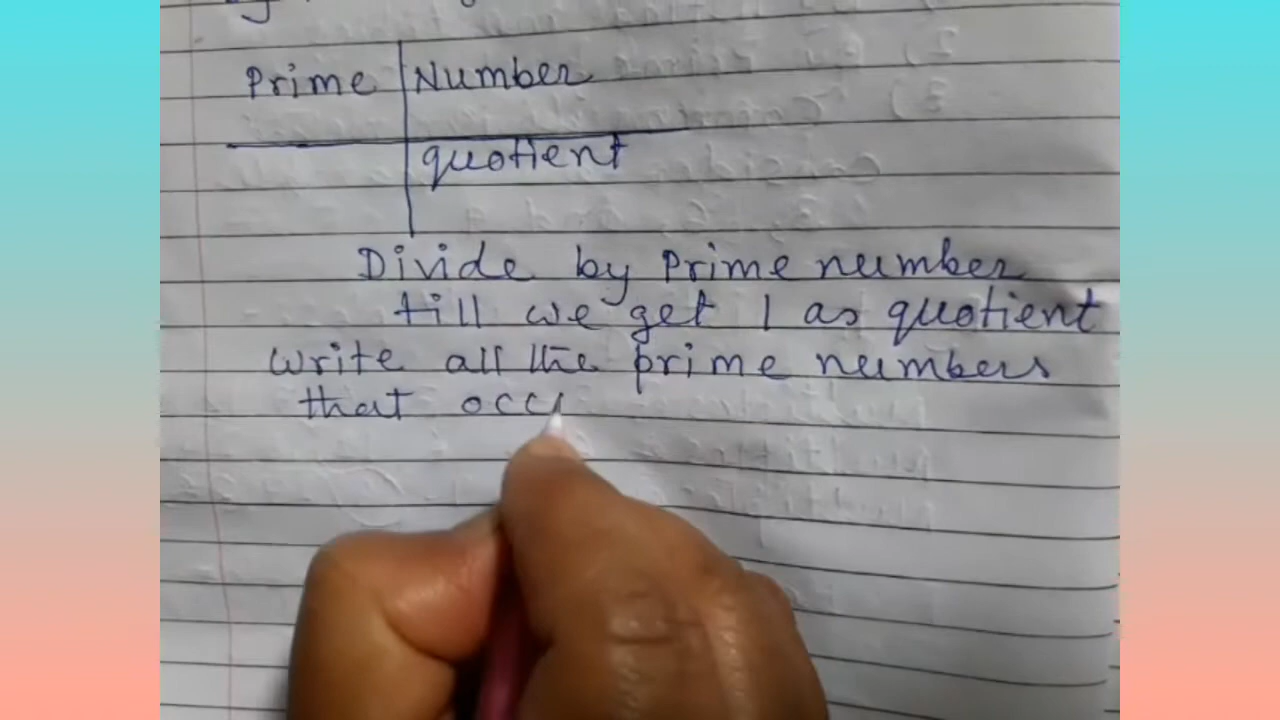 Prime Number
quotient
Divide by Prime number
till we get 1 as quotient
write all the prime numbers
that